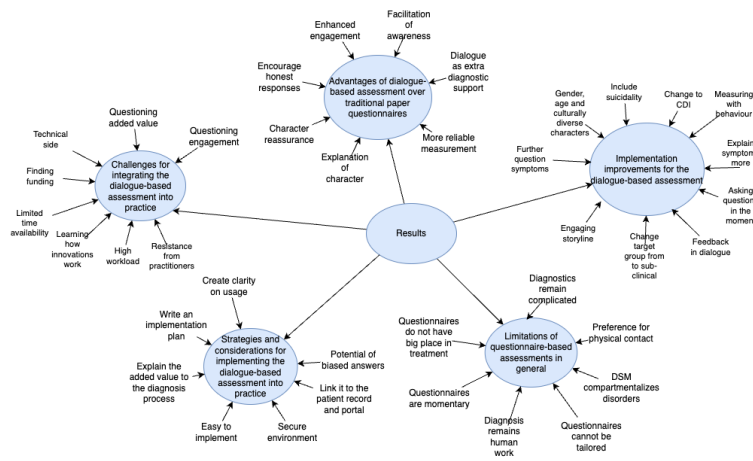 Enhanced
engagement
Facilitation
of
awareness
Encourage
honest
responses
Dialogue
as extra
diagnostic
support
Advantages of dialogue-
based assessment over
traditional paper
questionnaires
Character
reassurance
Explanation
of
character
More reliable
measurement
Questioning
added value
Technical
side
Questioning
engagement
Finding
funding
Challenges for
integrating the
dialogue-based
assessment into
practice
Limited
time
availability
Learning
how
innovations
work
High
workload
Resistance
from
practitioners
Gender,
age and
culturally
diverse
characters
Include
suicidality
Change
to CDI
Measuring
with
behaviour
Further
question
symptoms
Implementation
improvements for the
dialogue-based assessment
Explain
symptom
more
Asking
question
in the
momen
Engaging
storyline
Change
target
group from
to sub-
clinical
Feedback
in dialogue
Results
Create clarity
on usage
Write an
implementation
plan
Strategies and
considerations for
implementing the
dialogue-based
assessment into
practice
Potential
of
biased
answers
Explain the
added value to
the diagnosis
process
Link it to the
patient record
and portal
Easy to
implement
Secure
environment
Diagnostics
remain
complicated
Questionnaires
do not have
big place in
treatment
Preference for
physical
contact
Limitations of
questionnaire-based
assessments in
general
Questionnaires
are momentary
DSM
compartmentalizes
disorders
Diagnosis
remains
human
work
Questionnaires
cannot be
tailored